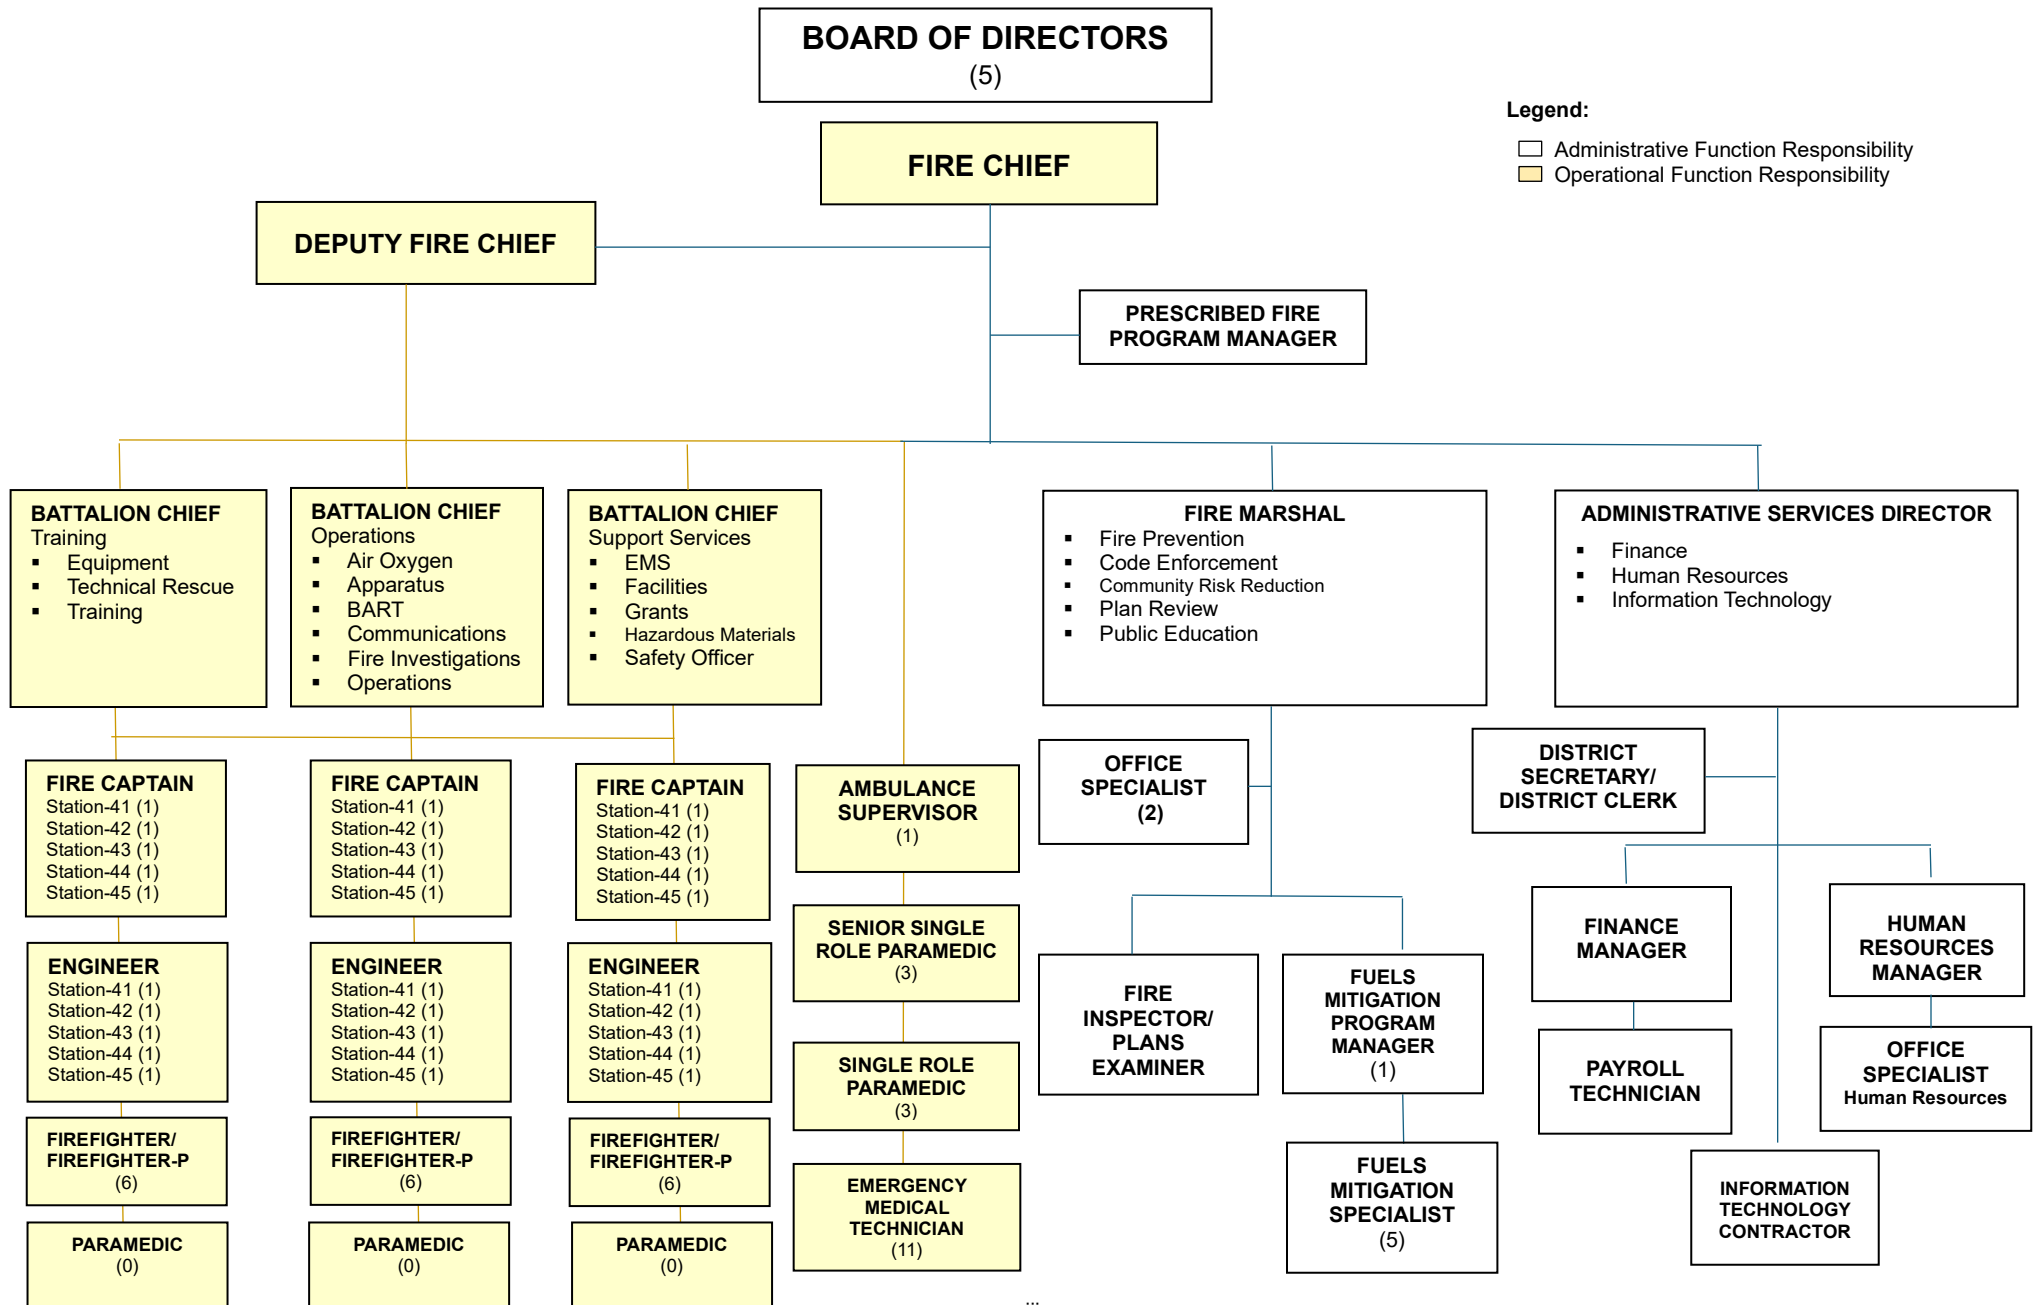 BOARD OF DIRECTORS
(5)
Legend:
Administrative Function Responsibility
Operational Function Responsibility
FIRE CHIEF
DEPUTY FIRE CHIEF
PRESCRIBED FIRE
PROGRAM MANAGER
BATTALION CHIEF
Training
▪ Equipment
▪ Technical Rescue
▪ Training
BATTALION CHIEF
Operations
▪ Air Oxygen
▪ Apparatus
▪ BART
▪ Communications
▪ Fire Investigations
▪ Operations
BATTALION CHIEF
Support Services
▪ EMS
▪ Facilities
▪ Grants
▪ Hazardous Materials
▪ Safety Officer
FIRE MARSHAL
▪ Fire Prevention
▪ Code Enforcement
▪ Community Risk Reduction
▪ Plan Review
▪ Public Education
ADMINISTRATIVE SERVICES DIRECTOR
▪ Finance
▪ Human Resources
▪ Information Technology
FIRE CAPTAIN
Station-41 (1)
Station-42 (1)
Station-43 (1)
Station-44 (1)
Station-45 (1)
FIRE CAPTAIN
Station-41 (1)
Station-42 (1)
Station-43 (1)
Station-44 (1)
Station-45 (1)
FIRE CAPTAIN
Station-41 (1)
Station-42 (1)
Station-43 (1)
Station-44 (1)
Station-45 (1)
AMBULANCE
SUPERVISOR
(1)
OFFICE
SPECIALIST
(2)
DISTRICT
SECRETARY/
DISTRICT CLERK
ENGINEER
Station-41 (1)
Station-42 (1)
Station-43 (1)
Station-44 (1)
Station-45 (1)
ENGINEER
Station-41 (1)
Station-42 (1)
Station-43 (1)
Station-44 (1)
Station-45 (1)
ENGINEER
Station-41 (1)
Station-42 (1)
Station-43 (1)
Station-44 (1)
Station-45 (1)
SENIOR SINGLE
ROLE PARAMEDIC
(3)
FIRE
INSPECTOR/
PLANS
EXAMINER
FUELS
MITIGATION
PROGRAM
MANAGER
(1)
FINANCE
MANAGER
HUMAN
RESOURCES
MANAGER
SINGLE ROLE
PARAMEDIC
(3)
PAYROLL
TECHNICIAN
OFFICE
SPECIALIST
Human Resources
FIREFIGHTER/
FIREFIGHTER-P
(6)
FIREFIGHTER/
FIREFIGHTER-P
(6)
FIREFIGHTER/
FIREFIGHTER-P
(6)
EMERGENCY
MEDICAL
TECHNICIAN
(11)
FUELS
MITIGATION
SPECIALIST
(5)
INFORMATION
TECHNOLOGY
CONTRACTOR
PARAMEDIC
(0)
PARAMEDIC
(0)
PARAMEDIC
(0)
...